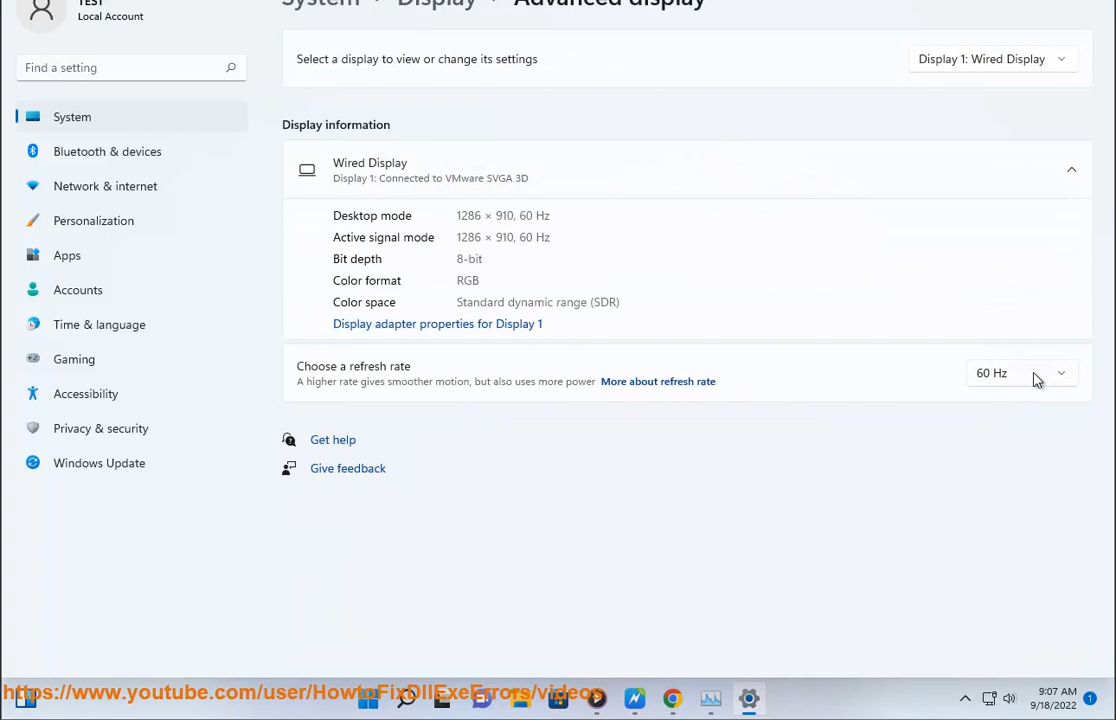 TEST
Local Account
System > Display > Advanced display
Find a setting
System
Bluetooth & devices
Network & internet
Personalization
Apps
Accounts
Time & language
Gaming
Accessibility
Privacy & security
Windows Update
Select a display to view or change its settings
Display 1: Wired Display
Display information
Wired Display
Display 1: Connected to VMware SVGA 3D
Desktop mode 1286 × 910, 60 Hz
Active signal mode 1286 × 910, 60 Hz
Bit depth 8-bit
Color format RGB
Color space Standard dynamic range (SDR)
Display adapter properties for Display 1
Choose a refresh rate
A higher rate gives smoother motion, but also uses more power More about refresh rate
60 Hz
Get help
Give feedback
https://www.youtube.com/user/HowtoFixDllExeErrors/videos
9:07 AM
9/18/2022
1